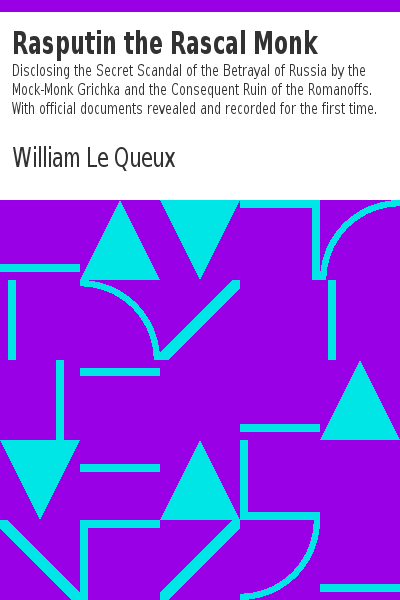 Rasputin the Rascal Monk
Disclosing the Secret Scandal of the Betrayal of Russia by the
Mock-Monk Grichka and the Consequent Ruin of the Romanoffs.
With official documents revealed and recorded for the first time.
William Le Queux